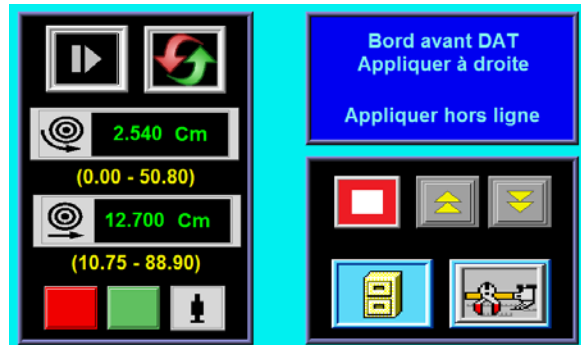 2.540 Cm
(0.00 - 50.80)
12.700 Cm
(10.75 - 88.90)
Bord avant DAT
Appliquer à droite
Appliquer hors ligne